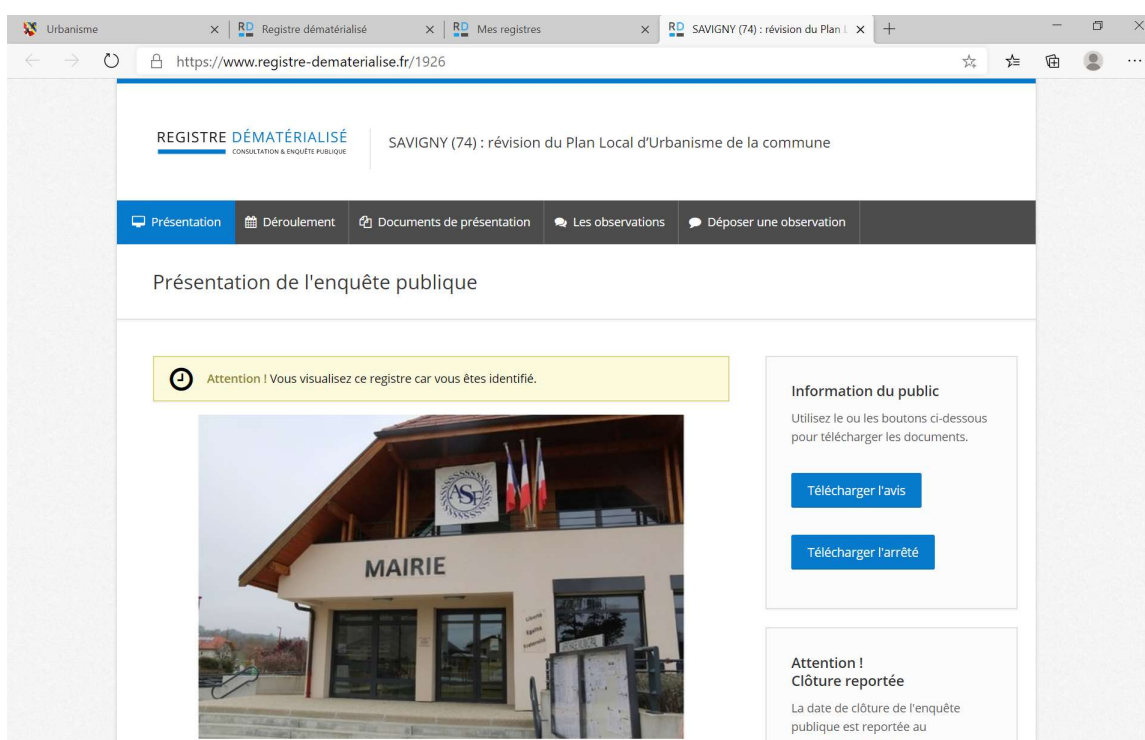 Urbanisme
Registre dématérialisé
Mes registres
SAVIGNY (74) : révision du Plan L
https://www.registre-dematerialise.fr/1926
REGISTRE DÉMATÉRIALISÉ
CONSULTATION & ENQUÊTE PUBLIQUE
SAVIGNY (74) : révision du Plan Local d'Urbanisme de la commune
Présentation
Déroulement
Documents de présentation
Les observations
Déposer une observation
Présentation de l'enquête publique
Attention ! Vous visualisez ce registre car vous êtes identifié.
MAIRIE
Liberté
Egalité
Fraternité
Information du public
Utilisez le ou les boutons ci-dessous
pour télécharger les documents.
Télécharger l'avis
Télécharger l'arrêté
Attention !
Clôture reportée
La date de clôture de l'enquête
publique est reportée au